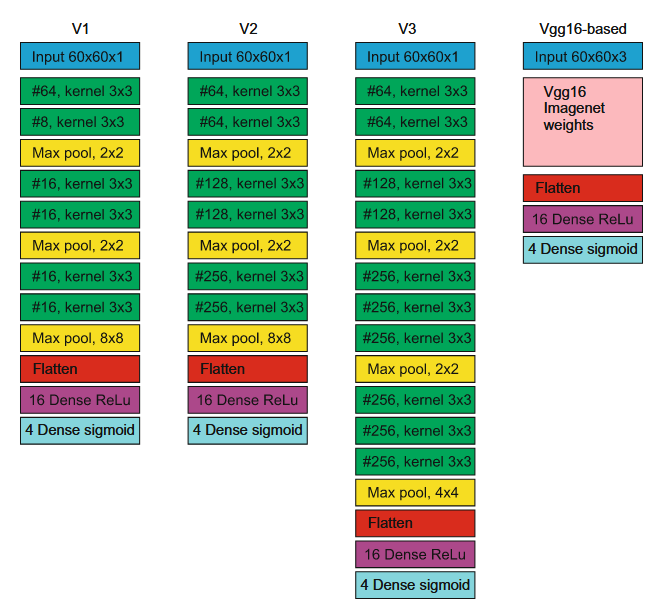 V1
Input 60x60x1
#64, kernel 3x3
#8, kernel 3x3
Max pool, 2x2
#16, kernel 3x3
#16, kernel 3x3
Max pool, 2x2
#16, kernel 3x3
#16, kernel 3x3
Max pool, 8x8
Flatten
16 Dense ReLu
4 Dense sigmoid
V2
Input 60x60x1
#64, kernel 3x3
#64, kernel 3x3
Max pool, 2x2
#128, kernel 3x3
#128, kernel 3x3
Max pool, 2x2
#256, kernel 3x3
#256, kernel 3x3
Max pool, 8x8
Flatten
16 Dense ReLu
4 Dense sigmoid
V3
Input 60x60x1
#64, kernel 3x3
#64, kernel 3x3
Max pool, 2x2
#128, kernel 3x3
#128, kernel 3x3
Max pool, 2x2
#256, kernel 3x3
#256, kernel 3x3
#256, kernel 3x3
Max pool, 2x2
#256, kernel 3x3
#256, kernel 3x3
#256, kernel 3x3
Max pool, 4x4
Flatten
16 Dense ReLu
4 Dense sigmoid
Vgg16-based
Input 60x60x3
Vgg16
Imagenet
weights
Flatten
16 Dense ReLu
4 Dense sigmoid